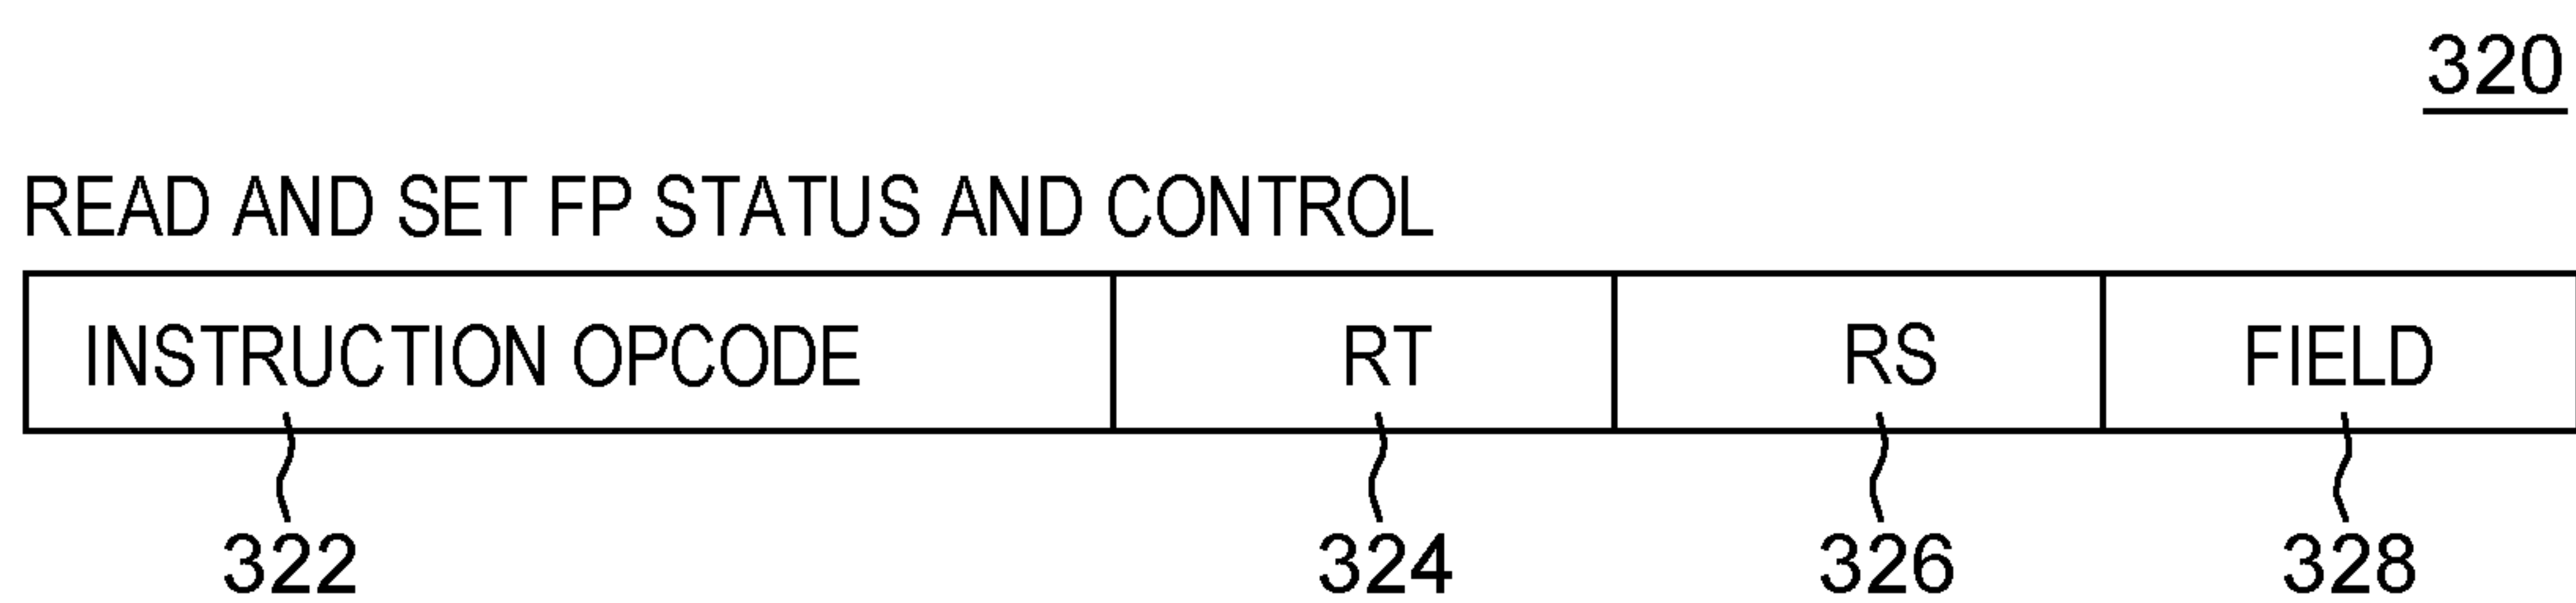 320
READ AND SET FP STATUS AND CONTROL
INSTRUCTION OPCODE RT RS FIELD
322 324 326 328